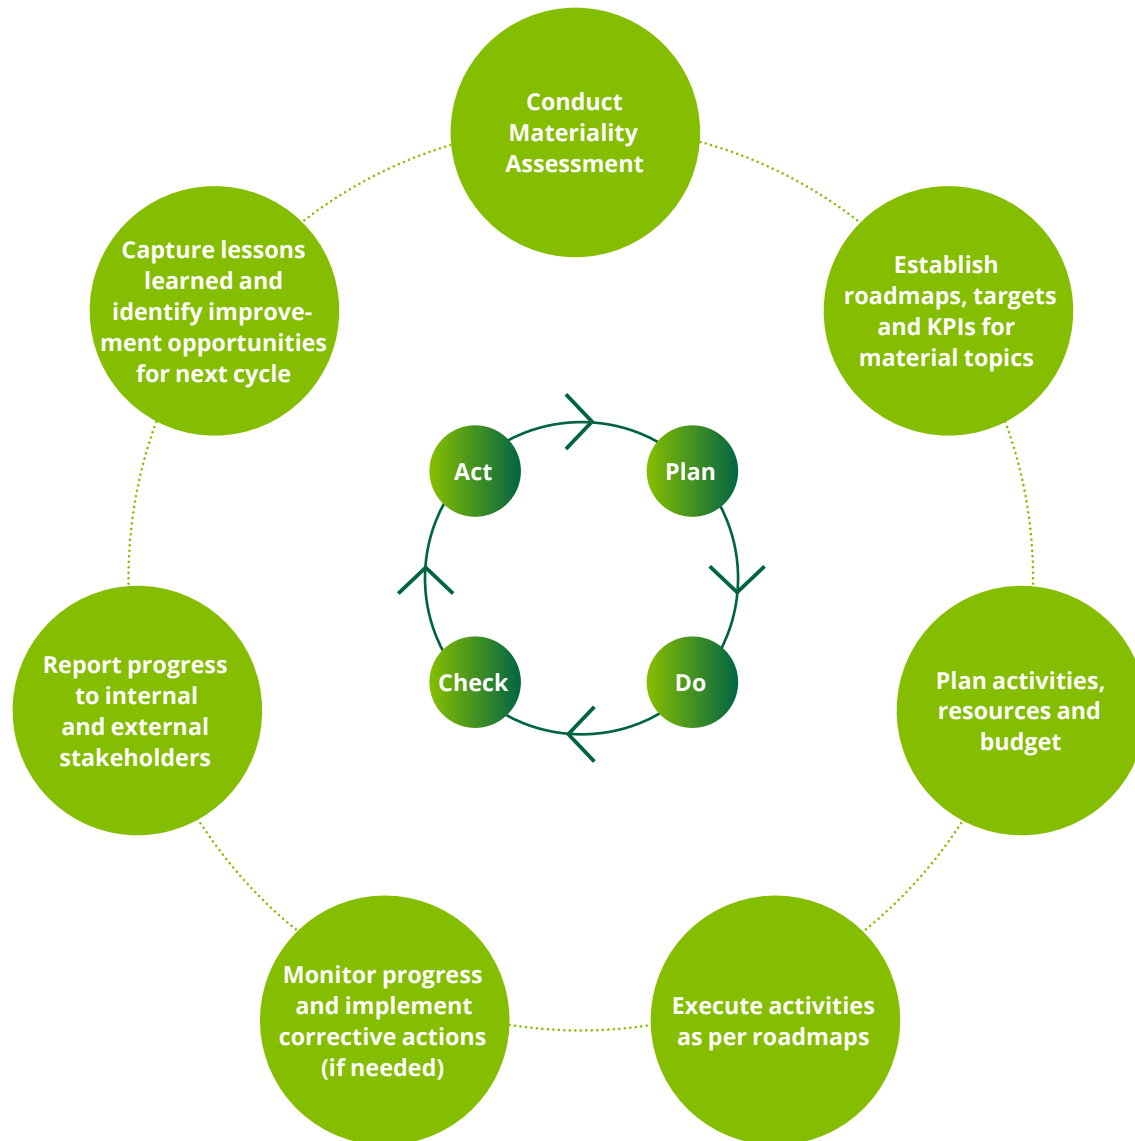 Conduct
Materiality
Assessment
Establish
roadmaps, targets
and KPIs for
material topics
Plan activities,
resources and
budget
Execute activities
as per roadmaps
Monitor progress
and implement
corrective actions
(if needed)
Report progress
to internal
and external
stakeholders
Capture lessons
learned and
identify improve-
ment opportunities
for next cycle
Act
Plan
Do
Check